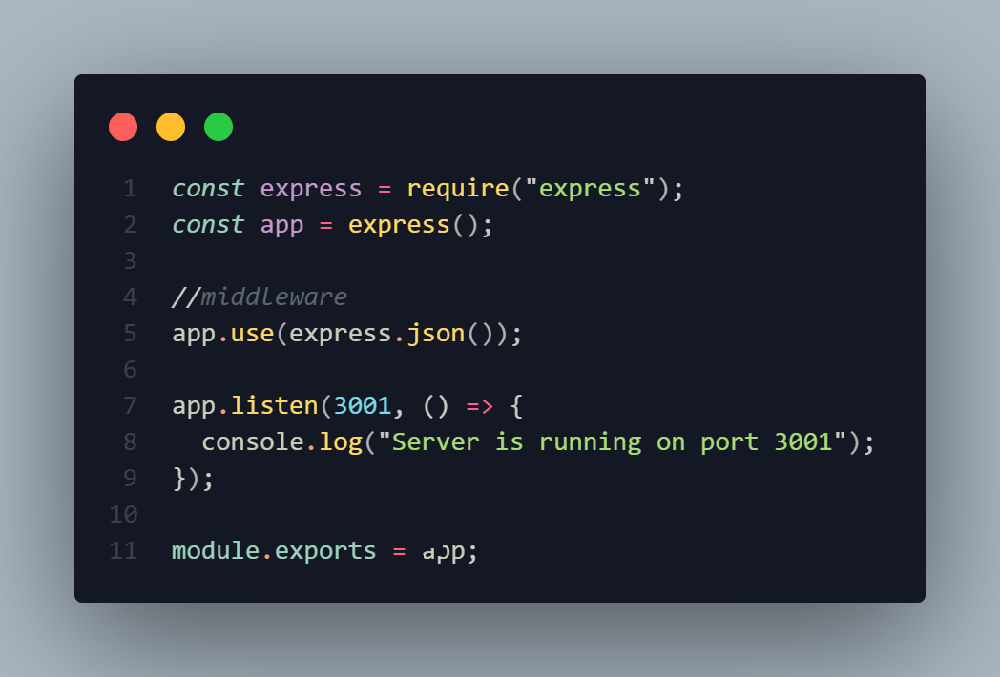 1 const express = require("express");
2 const app = express();
3
4 //middleware
5 app.use(express.json());
6
7 app.listen(3001, () => {
8   console.log("Server is running on port 3001");
9 });
10
11 module.exports = app;